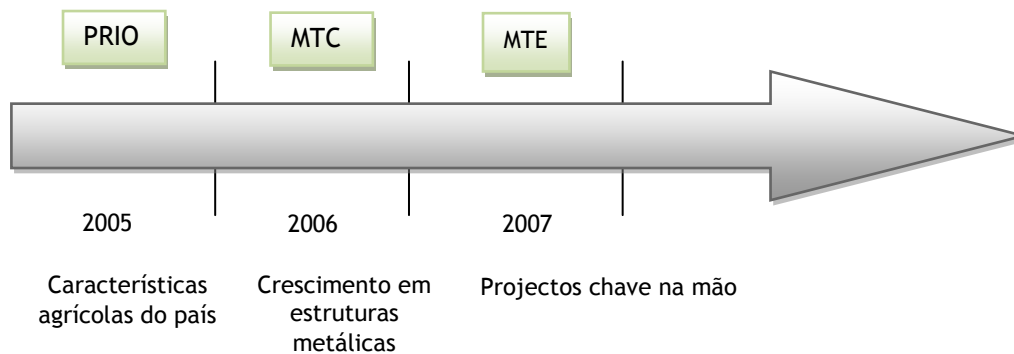 PRIO
MTC
MTE
2005
2006
2007
Características
agrícolas do país
Crescimento em
estruturas
metálicas
Projectos chave na mão